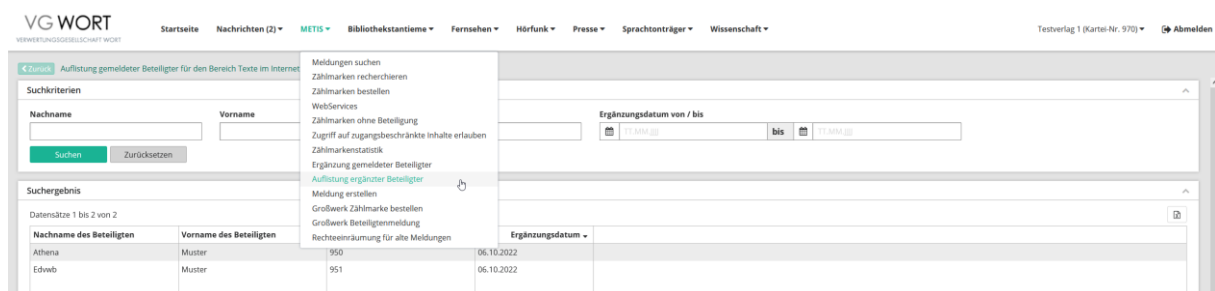 VG WORT
VERWERTUNGSGESELLSCHAFT WORT
Startseite Nachrichten (2) METIS Bibliothekstantieme Fernsehen Hörfunk Presse Sprachtonträger Wissenschaft Testverlag 1 (Kartei-Nr. 970) Abmelden
Zurück Auflistung gemeldeter Beteiligter für den Bereich Texte im Internet
Suchkriterien
Nachname Vorname Ergänzungsdatum von / bis
TT.MM.JJJJ bis TT.MM.JJJJ
Suchen Zurücksetzen
Meldungen suchen
Zählmarken recherchieren
Zählmarken bestellen
WebServices
Zählmarken ohne Beteiligung
Zugriff auf zugangsbeschränkte Inhalte erlauben
Zählmarkenstatistik
Ergänzung gemeldeter Beteiligter
Auflistung ergänzter Beteiligter
Meldung erstellen
Großwerk Zählmarke bestellen
Großwerk Beteiligtenmeldung
Rechteeinräumung für alte Meldungen
Suchergebnis
Datensätze 1 bis 2 von 2
Nachname des Beteiligten Vorname des Beteiligten Ergänzungsdatum
Athena Muster 950 06.10.2022
Edvwb Muster 951 06.10.2022